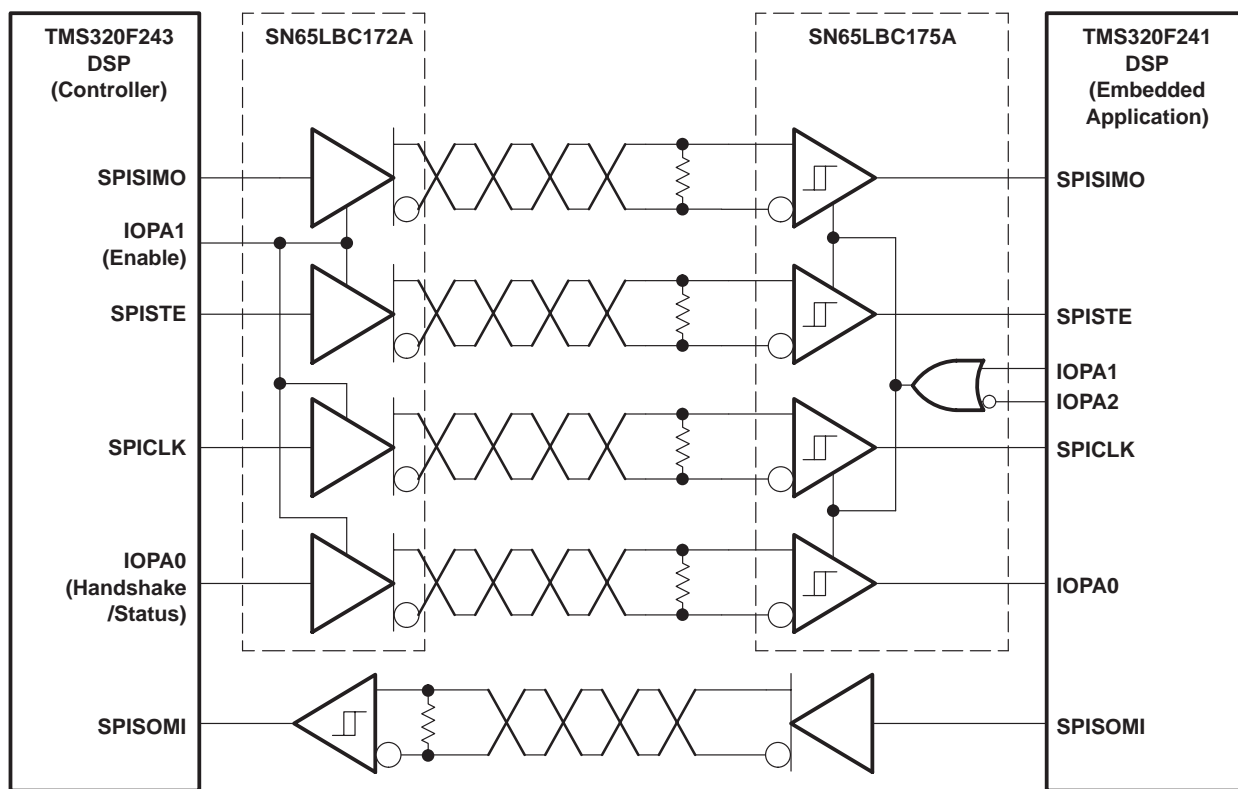 TMS320F243
DSP
(Controller)
SN65LBC172A
SN65LBC175A
TMS320F241
DSP
(Embedded
Application)
SPISIMO
SPISIMO
IOPA1
(Enable)
SPISTE
SPISTE
IOPA1
IOPA2
SPICLK
SPICLK
IOPA0
(Handshake
/Status)
IOPA0
SPISOMI
SPISOMI